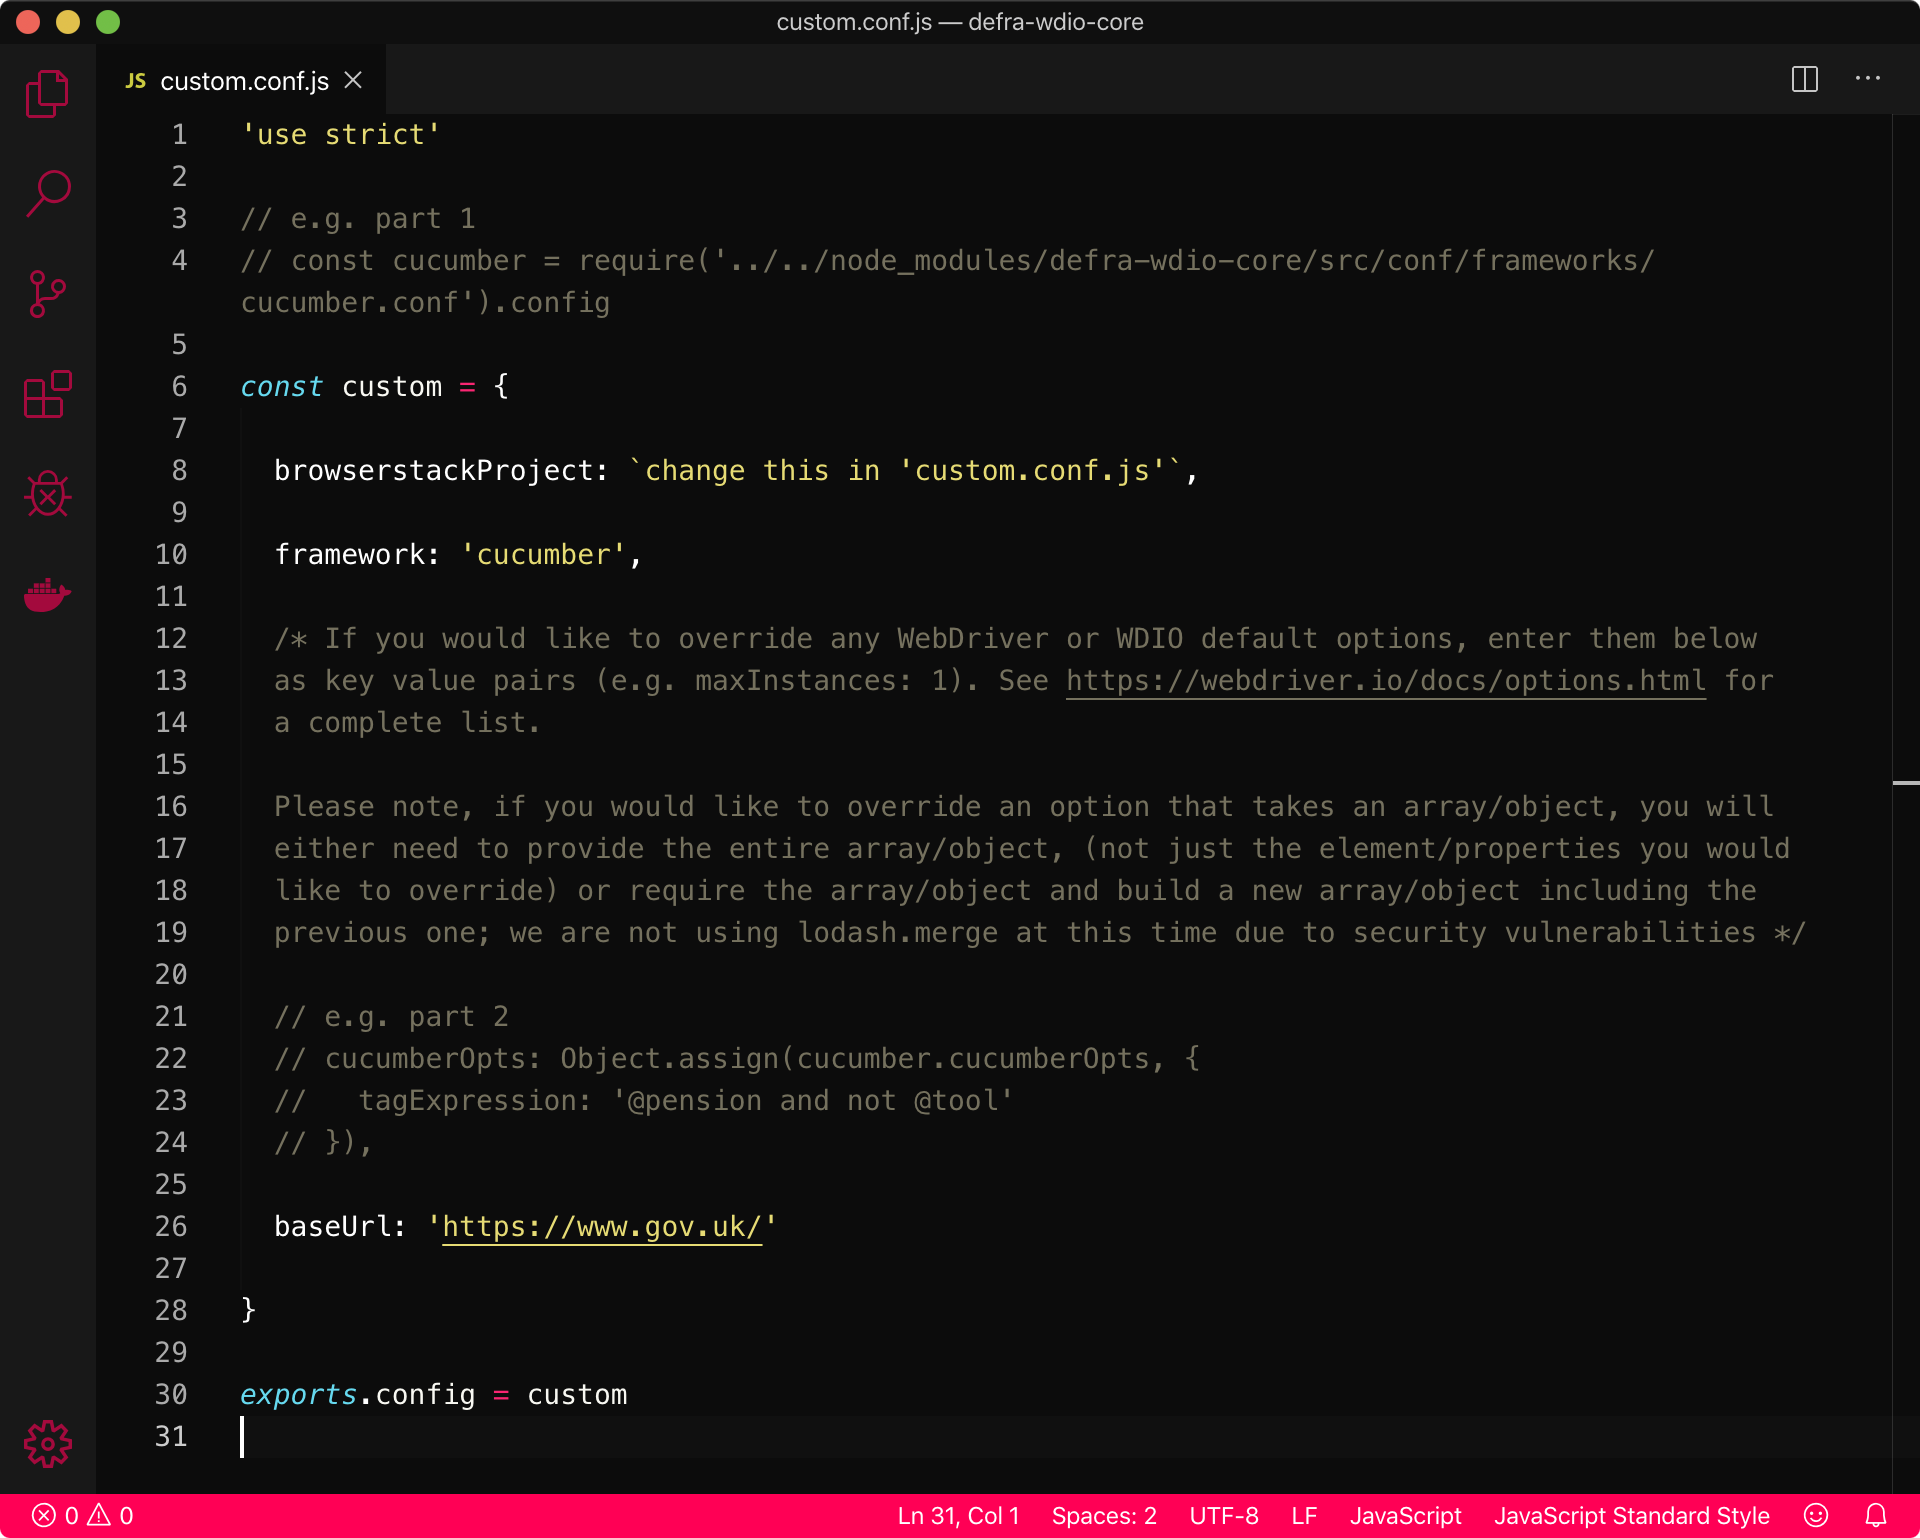 custom.conf.js — defra-wdio-core
JS custom.conf.js
1 'use strict'
2
3 // e.g. part 1
4 // const cucumber = require('../../node_modules/defra-wdio-core/src/conf/frameworks/
cucumber.conf').config
5
6 const custom = {
7
8 browserstackProject: `change this in 'custom.conf.js'`,
9
10 framework: 'cucumber',
11
12 /* If you would like to override any WebDriver or WDIO default options, enter them below
13 as key value pairs (e.g. maxInstances: 1). See https://webdriver.io/docs/options.html for
14 a complete list.
15
16 Please note, if you would like to override an option that takes an array/object, you will
17 either need to provide the entire array/object, (not just the element/properties you would
18 like to override) or require the array/object and build a new array/object including the
19 previous one; we are not using lodash.merge at this time due to security vulnerabilities */
20
21 // e.g. part 2
22 // cucumberOpts: Object.assign(cucumber.cucumberOpts, {
23 //   tagExpression: '@pension and not @tool'
24 // }),
25
26 baseUrl: 'https://www.gov.uk/'
27
28 }
29
30 exports.config = custom
31
0 0 Ln 31, Col 1 Spaces: 2 UTF-8 LF JavaScript JavaScript Standard Style